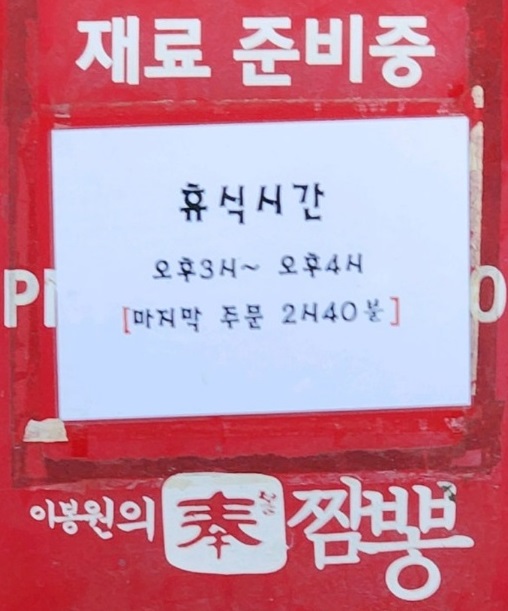 재료 준비중
휴식시간
오후3시~ 오후4시
[마지막 주문 2시40분]
PI O
이봉원의 奉 짬뽕